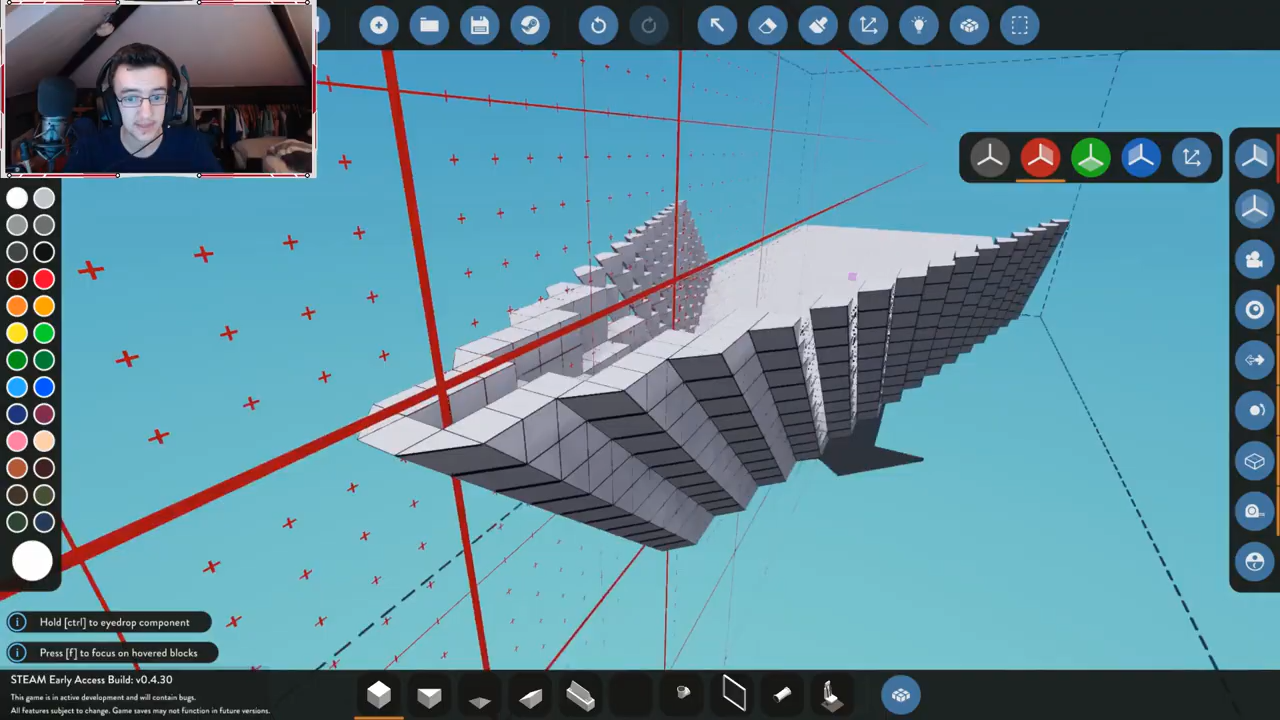 Hold [ctrl] to eyedrop component
Press [f] to focus on hovered blocks
STEAM Early Access Build: v0.4.30
This game is in active development and will contain bugs.
All features subject to change. Game saves may not function in future versions.